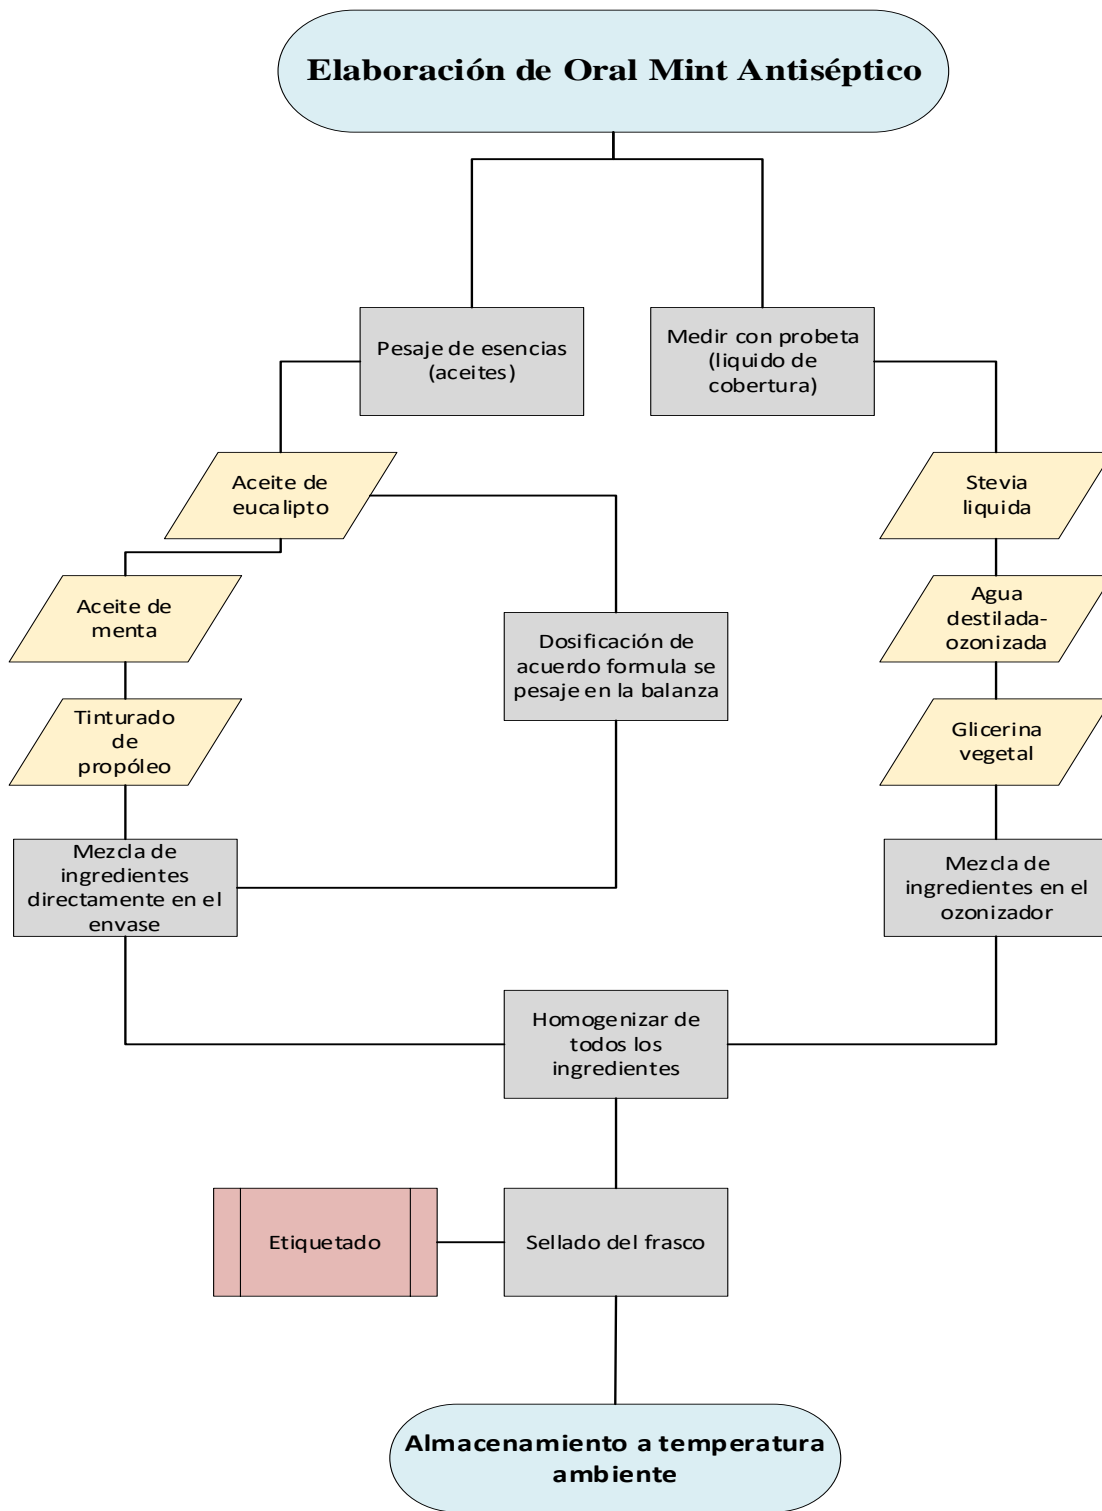 Elaboración de Oral Mint Antiséptico
Pesaje de esencias
(aceites)
Medir con probeta
(liquido de
cobertura)
Aceite de
eucalipto
Stevia
liquida
Aceite de
menta
Agua
destilada-
ozonizada
Dosificación de
acuerdo formula se
pesaje en la balanza
Tinturado
de
propóleo
Glicerina
vegetal
Mezcla de
ingredientes
directamente en el
envase
Mezcla de
ingredientes en el
ozonizador
Homogenizar de
todos los
ingredientes
Etiquetado
Sellado del frasco
Almacenamiento a temperatura
ambiente